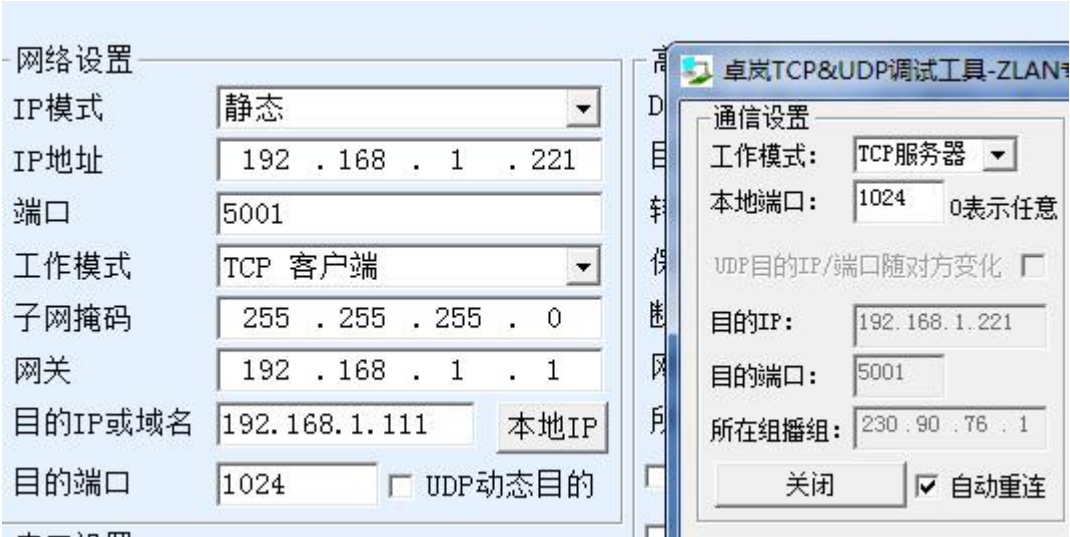 网络设置
IP模式 静态
IP地址 192 . 168 . 1 . 221
端口 5001
工作模式 TCP 客户端
子网掩码 255 . 255 . 255 . 0
网关 192 . 168 . 1 . 1
目的IP或域名 192.168.1.111 本地IP
目的端口 1024 UDP动态目的
卓岚TCP&UDP调试工具-ZLAN
通信设置
工作模式： TCP服务器
本地端口： 1024 0表示任意
UDP目的IP/端口随对方变化
目的IP： 192.168.1.221
目的端口： 5001
所在组播组： 230 . 90 . 76 . 1
关闭 自动重连